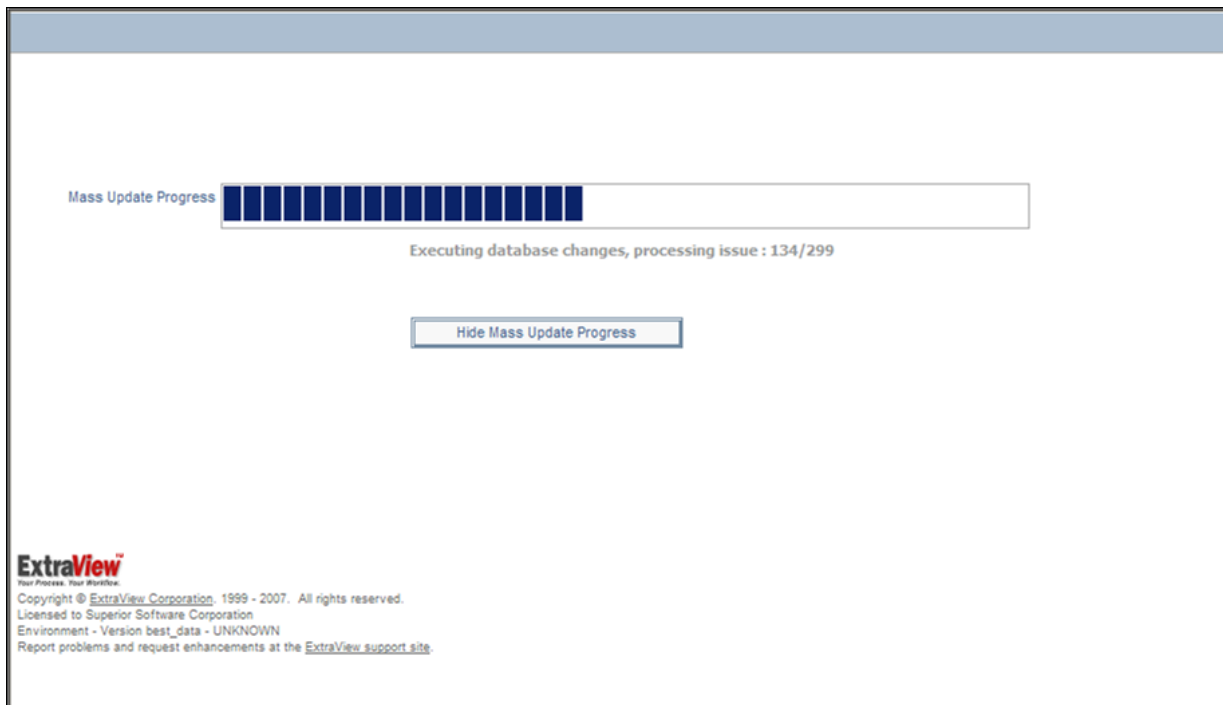 Mass Update Progress
Executing database changes, processing issue : 134/299
Hide Mass Update Progress
ExtraView™
Your Process. Your Workflow.
Copyright © ExtraView Corporation. 1999 - 2007. All rights reserved.
Licensed to Superior Software Corporation
Environment - Version best_data - UNKNOWN
Report problems and request enhancements at the ExtraView support site.